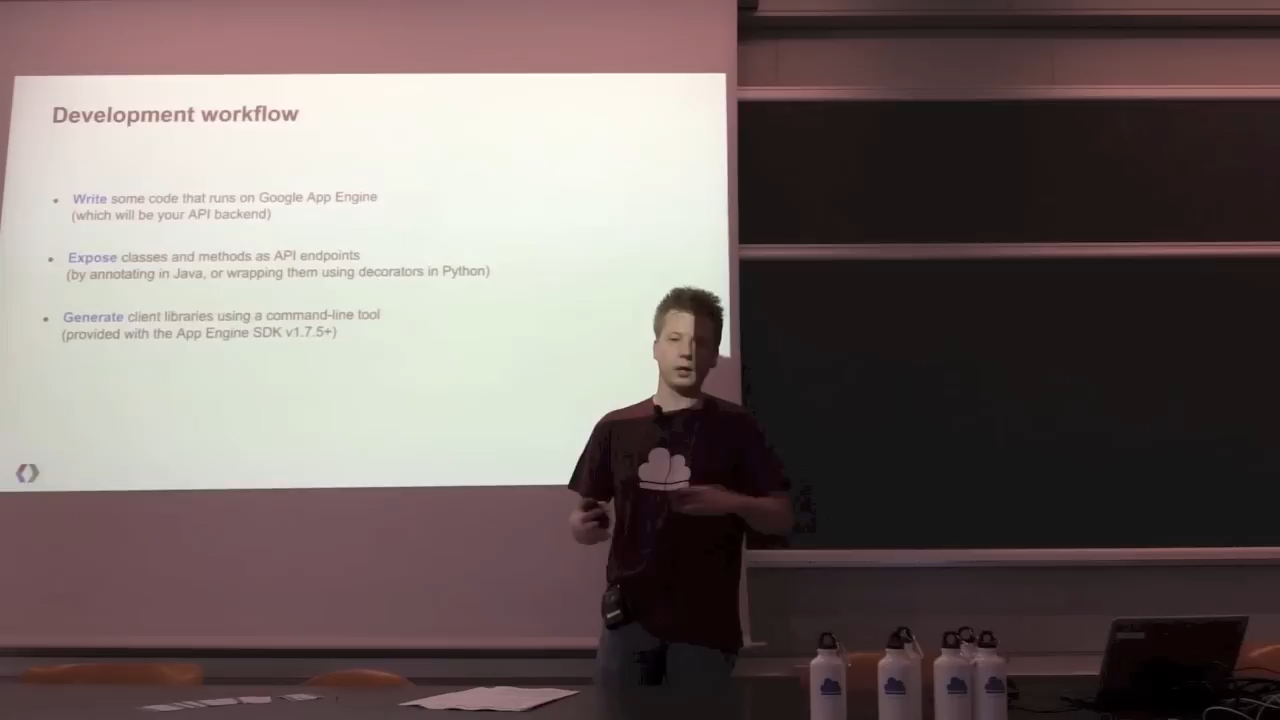 Development workflow
• Write some code that runs on Google App Engine
(which will be your API backend)
• Expose classes and methods as API endpoints
(by annotating in Java, or wrapping them using decorators in Python)
• Generate client libraries using a command-line tool
(provided with the App Engine SDK v1.7.5+)